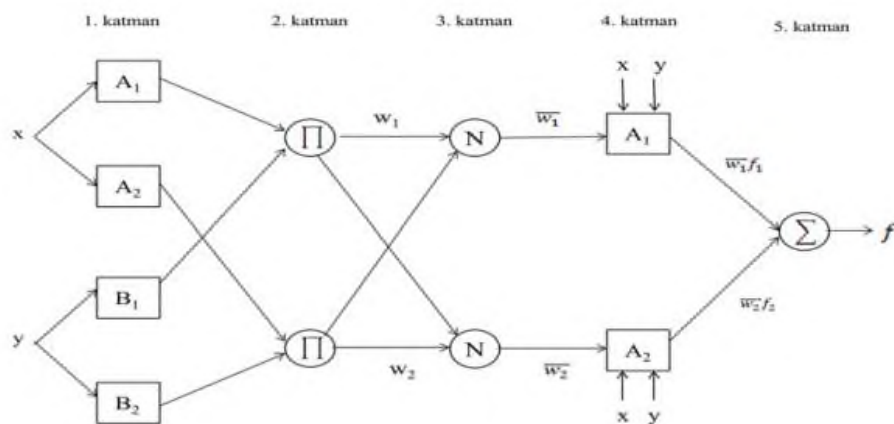 1. katman 2. katman 3. katman 4. katman 5. katman
x y
A₁
∏ w₁ N w̅₁ A₁
x
w̅₁f₁
A₂
∑ f
B₁
w̅₂f₂
y
∏ w₂ N w̅₂ A₂
B₂
x y